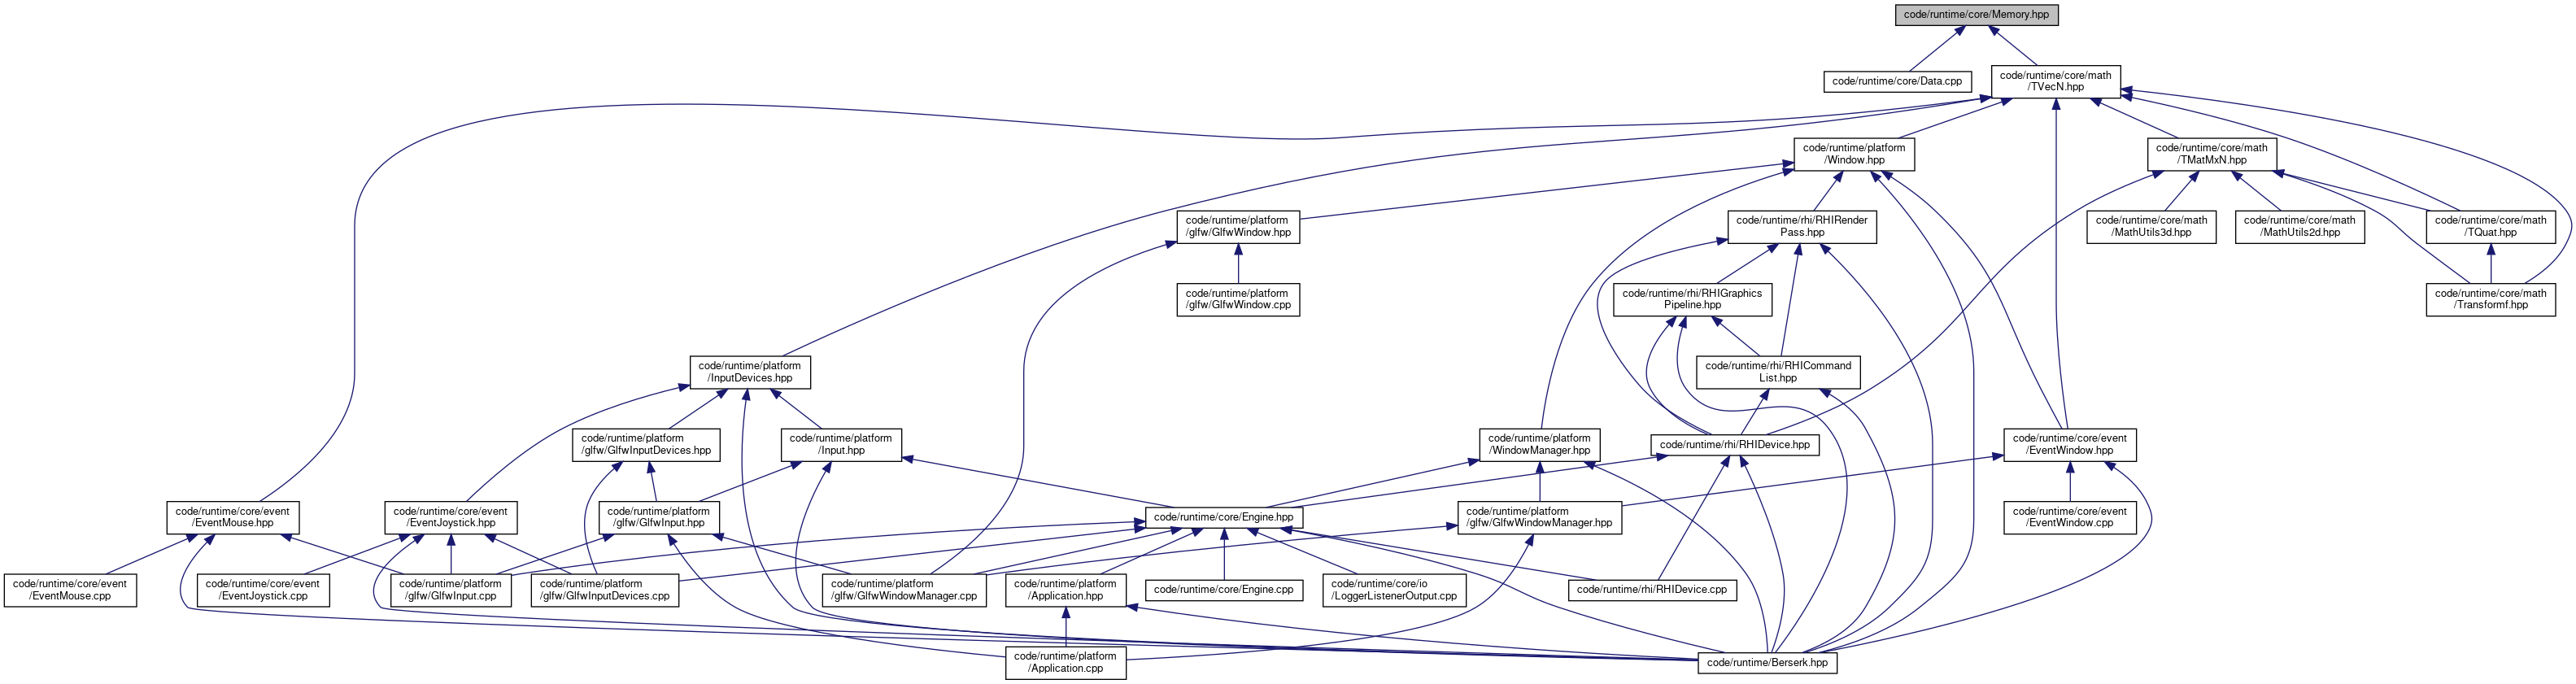 code/runtime/core/Memory.hpp
code/runtime/core/Data.cpp
code/runtime/core/math
/TVecN.hpp
code/runtime/platform
/Window.hpp
code/runtime/core/math
/TMatMxN.hpp
code/runtime/platform
/glfw/GlfwWindow.hpp
code/runtime/rhi/RHIRender
Pass.hpp
code/runtime/core/math
/MathUtils3d.hpp
code/runtime/core/math
/MathUtils2d.hpp
code/runtime/core/math
/TQuat.hpp
code/runtime/platform
/glfw/GlfwWindow.cpp
code/runtime/rhi/RHIGraphics
Pipeline.hpp
code/runtime/core/math
/Transformf.hpp
code/runtime/platform
/InputDevices.hpp
code/runtime/rhi/RHICommand
List.hpp
code/runtime/platform
/glfw/GlfwInputDevices.hpp
code/runtime/platform
/Input.hpp
code/runtime/platform
/WindowManager.hpp
code/runtime/rhi/RHIDevice.hpp
code/runtime/core/event
/EventWindow.hpp
code/runtime/core/event
/EventMouse.hpp
code/runtime/core/event
/EventJoystick.hpp
code/runtime/platform
/glfw/GlfwInput.hpp
code/runtime/core/Engine.hpp
code/runtime/platform
/glfw/GlfwWindowManager.hpp
code/runtime/core/event
/EventWindow.cpp
code/runtime/core/event
/EventMouse.cpp
code/runtime/core/event
/EventJoystick.cpp
code/runtime/platform
/glfw/GlfwInput.cpp
code/runtime/platform
/glfw/GlfwInputDevices.cpp
code/runtime/platform
/glfw/GlfwWindowManager.cpp
code/runtime/platform
/Application.hpp
code/runtime/core/Engine.cpp
code/runtime/core/io
/LoggerListenerOutput.cpp
code/runtime/rhi/RHIDevice.cpp
code/runtime/platform
/Application.cpp
code/runtime/Berserk.hpp